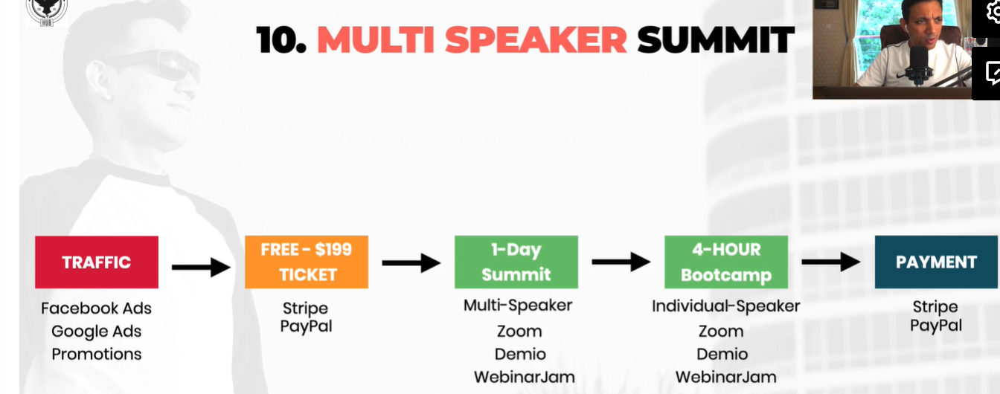 HUB
10. MULTI SPEAKER SUMMIT
TRAFFIC
Facebook Ads
Google Ads
Promotions
FREE - $199
TICKET
Stripe
PayPal
1-Day
Summit
Multi-Speaker
Zoom
Demio
WebinarJam
4-HOUR
Bootcamp
Individual-Speaker
Zoom
Demio
WebinarJam
PAYMENT
Stripe
PayPal